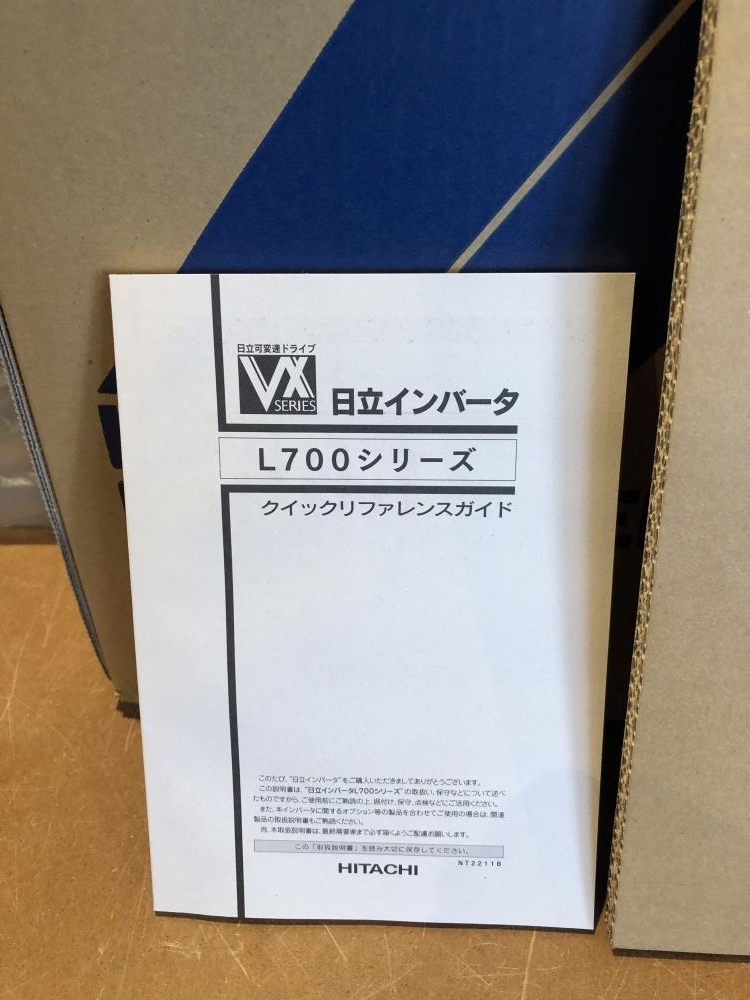 日立可変速ドライブ
VX
SERIES
日立インバータ
L700シリーズ
クイックリファレンスガイド
このたび、"日立インバータ"をご購入いただきましてありがとうございます。
この説明書は、"日立インバータL700シリーズ"の取扱い、保守などについて述べ
たものですから、ご使用前にご熟読の上、据付け、保守、点検などにご活用ください。
また、本インバータに関するオプション等の製品を合わせてご使用の場合は、関連
製品の取扱説明書もご熟読ください。
尚、本取扱説明書は、最終需要家まで必ず届くようご配慮お願いします。
この「取扱説明書」を読み大切に保存してください。
NT2211B
HITACHI